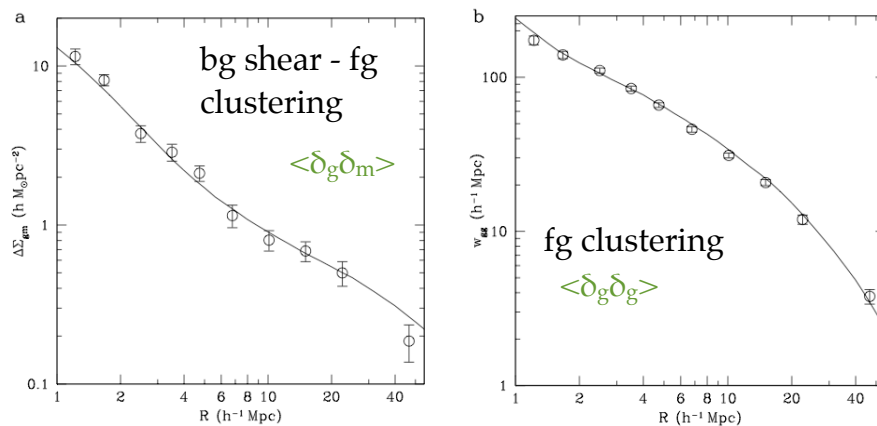 a
bg shear - fg
clustering
<δgδm>
10
1
0.1
ΔΣgm (h M⊙pc−2)
1 2 4 6 8 10 20 40
R (h−1 Mpc)
b
fg clustering
<δgδg>
100
10
1
wgg (h−1 Mpc)
1 2 4 6 8 10 20 40
R (h−1 Mpc)